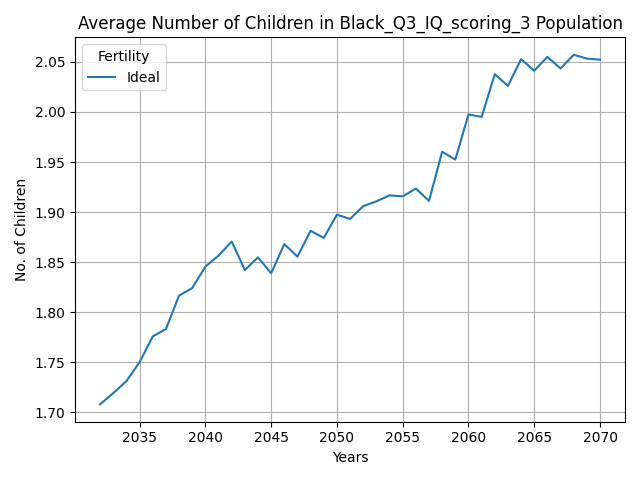 Average Number of Children in Black_Q3_IQ_scoring_3 Population
Fertility
Ideal
No. of Children
2.05
2.00
1.95
1.90
1.85
1.80
1.75
1.70
2035 2040 2045 2050 2055 2060 2065 2070
Years